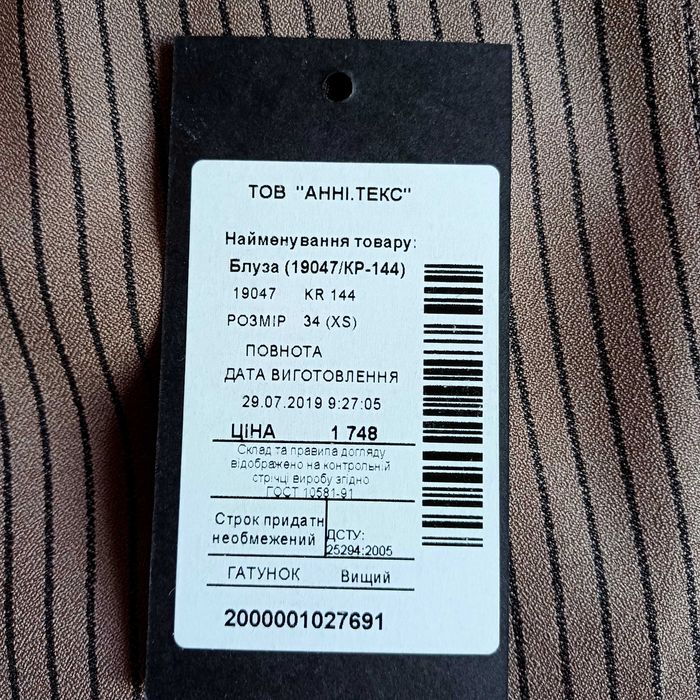 ТОВ "АННІ.ТЕКС"
Найменування товару:
Блуза (19047/КР-144)
19047 KR 144
РОЗМІР 34 (XS)
ПОВНОТА
ДАТА ВИГОТОВЛЕННЯ
29.07.2019 9:27:05
ЦІНА 1 748
Склад та правила догляду
відображено на контрольній
стрічці виробу згідно
ГОСТ 10581-91
Строк придатн
необмежений
ДСТУ:
25294:2005
ГАТУНОК Вищий
2000001027691